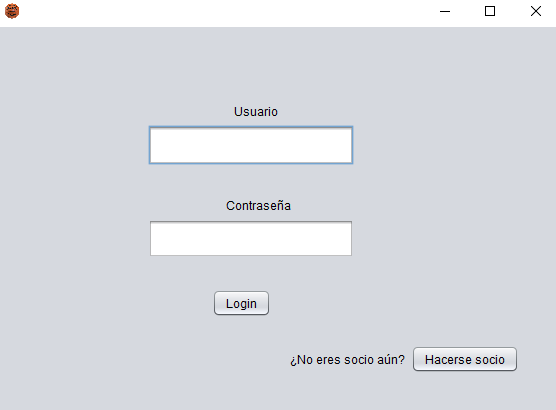 Usuario
Contraseña
Login
¿No eres socio aún? Hacerse socio